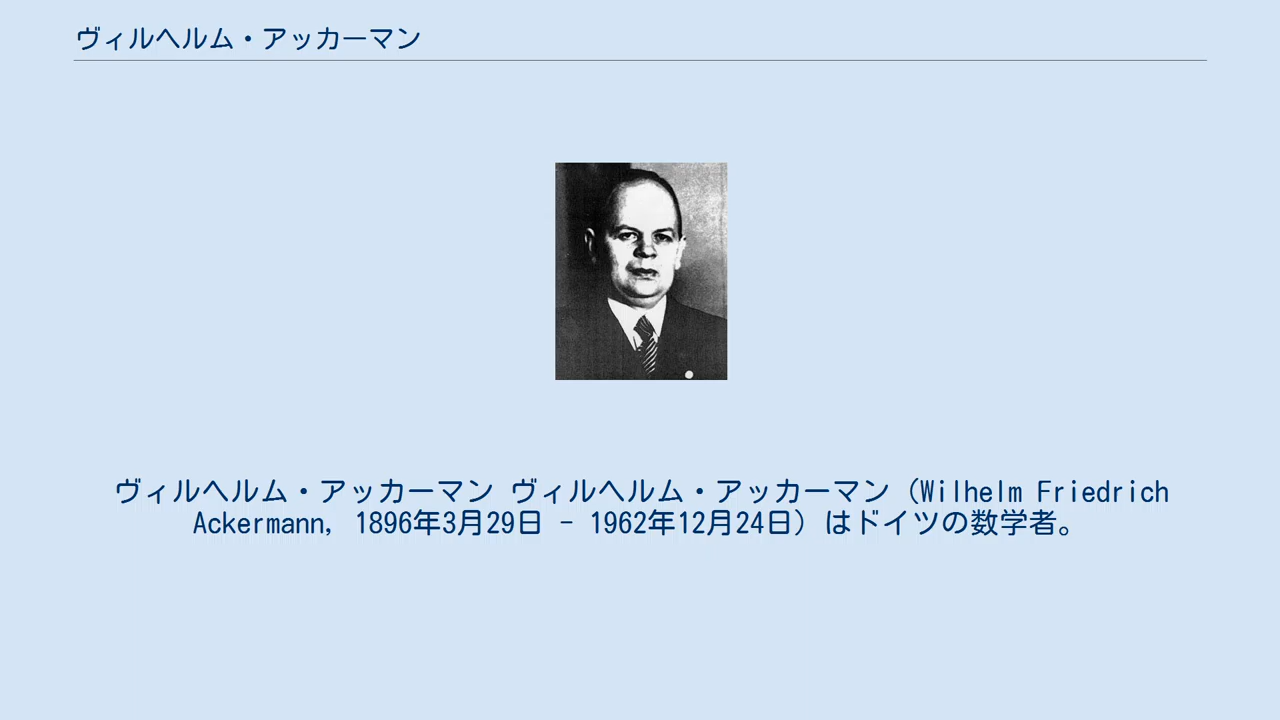 ヴィルヘルム・アッカーマン
ヴィルヘルム・アッカーマン ヴィルヘルム・アッカーマン（Wilhelm Friedrich
Ackermann, 1896年3月29日 - 1962年12月24日）はドイツの数学者。